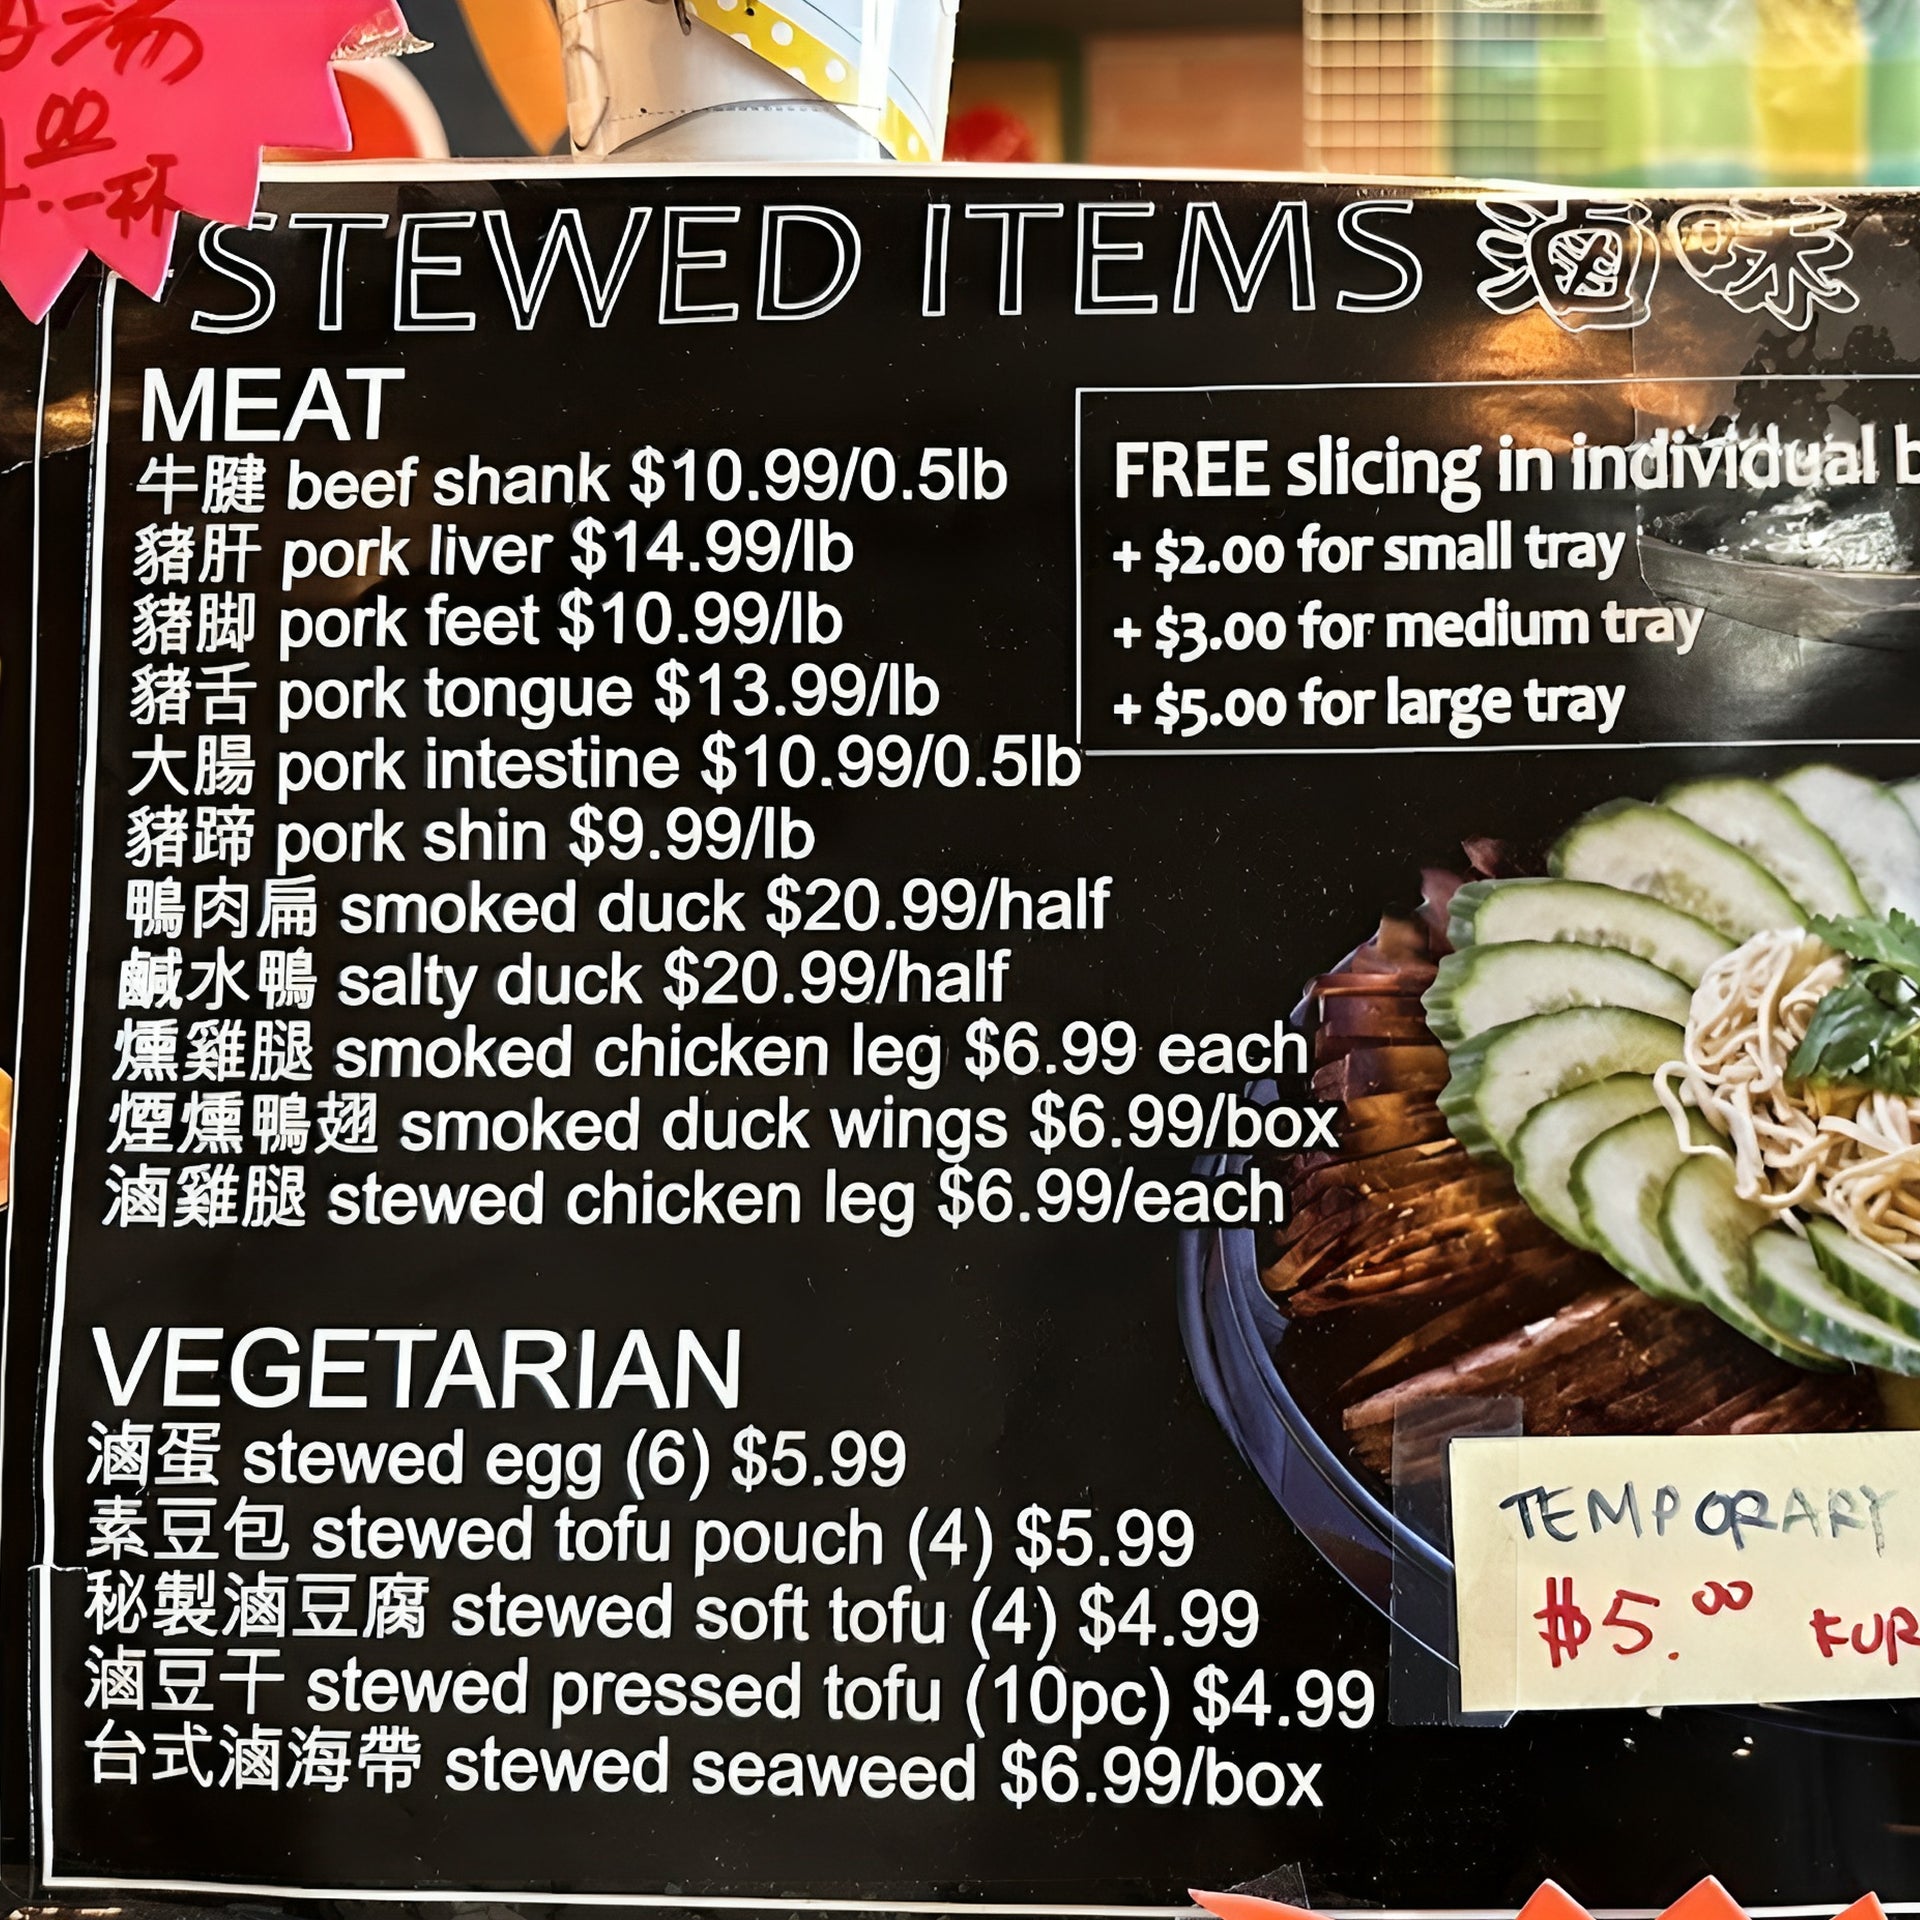 湯
一杯
STEWED ITEMS 滷味
MEAT
牛腱 beef shank $10.99/0.5lb
豬肝 pork liver $14.99/lb
豬脚 pork feet $10.99/lb
豬舌 pork tongue $13.99/lb
大腸 pork intestine $10.99/0.5lb
豬蹄 pork shin $9.99/lb
鴨肉扁 smoked duck $20.99/half
鹹水鴨 salty duck $20.99/half
燻雞腿 smoked chicken leg $6.99 each
煙燻鴨翅 smoked duck wings $6.99/box
滷雞腿 stewed chicken leg $6.99/each
FREE slicing in individual
+ $2.00 for small tray
+ $3.00 for medium tray
+ $5.00 for large tray
VEGETARIAN
滷蛋 stewed egg (6) $5.99
素豆包 stewed tofu pouch (4) $5.99
秘製滷豆腐 stewed soft tofu (4) $4.99
滷豆干 stewed pressed tofu (10pc) $4.99
台式滷海帶 stewed seaweed $6.99/box
TEMPORARY
$5.00